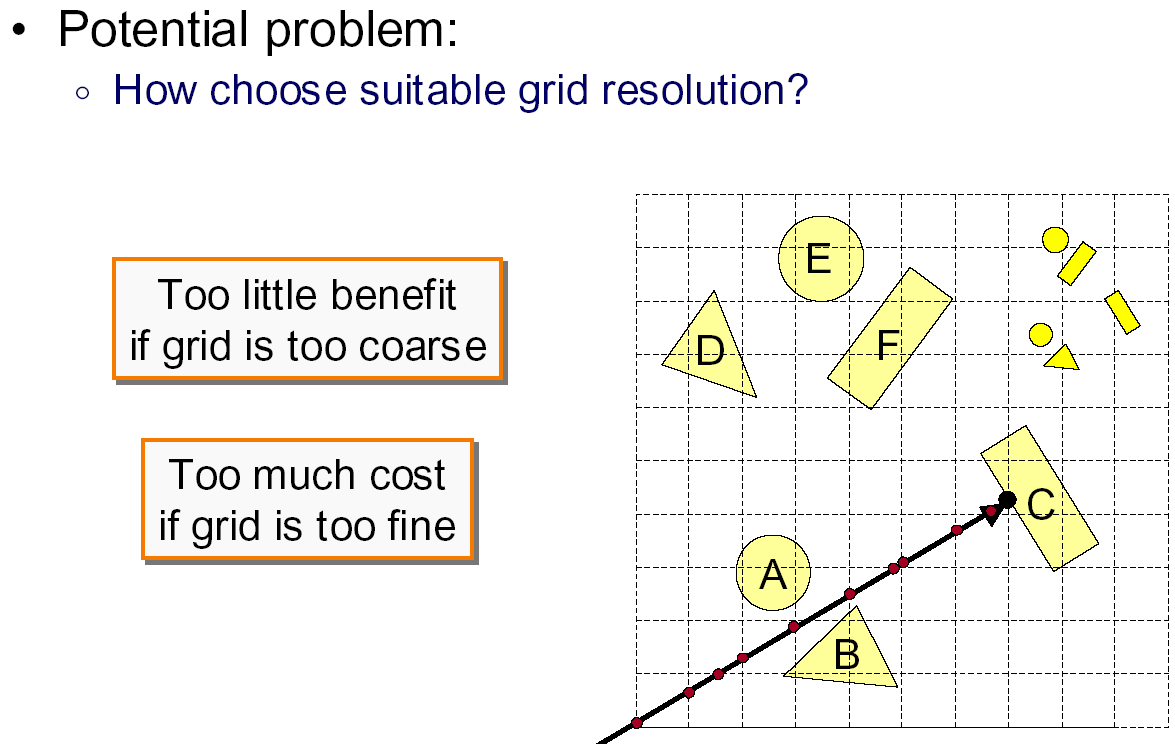 • Potential problem:
○ How choose suitable grid resolution?
Too little benefit
if grid is too coarse
Too much cost
if grid is too fine
E
D
F
C
A
B